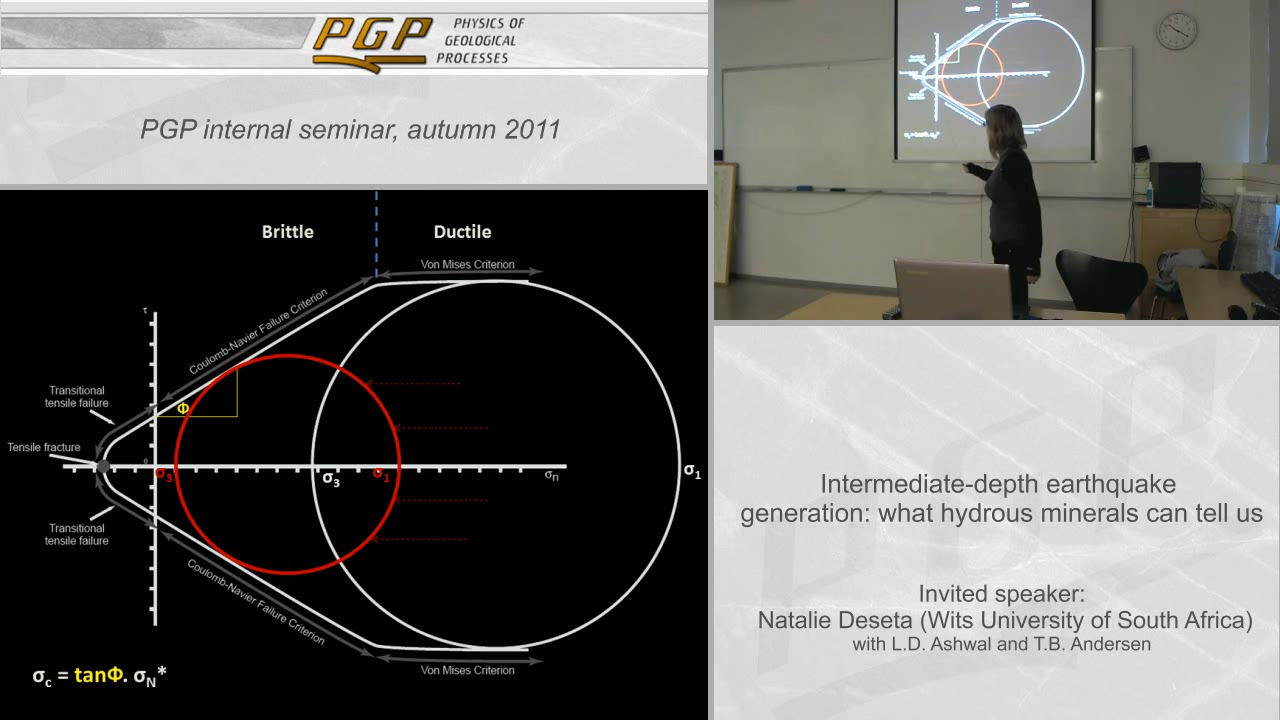 PGP
PHYSICS OF
GEOLOGICAL
PROCESSES
PGP internal seminar, autumn 2011
Brittle
Ductile
Von Mises Criterion
Coulomb-Navier Failure Criterion
τ
Transitional
tensile failure
Φ
Tensile fracture
0
σ3
σ3
σ1
σn
σ1
Transitional
tensile failure
Coulomb-Navier Failure Criterion
Von Mises Criterion
σc = tanΦ. σN*
Intermediate-depth earthquake
generation: what hydrous minerals can tell us
Invited speaker:
Natalie Deseta (Wits University of South Africa)
with L.D. Ashwal and T.B. Andersen